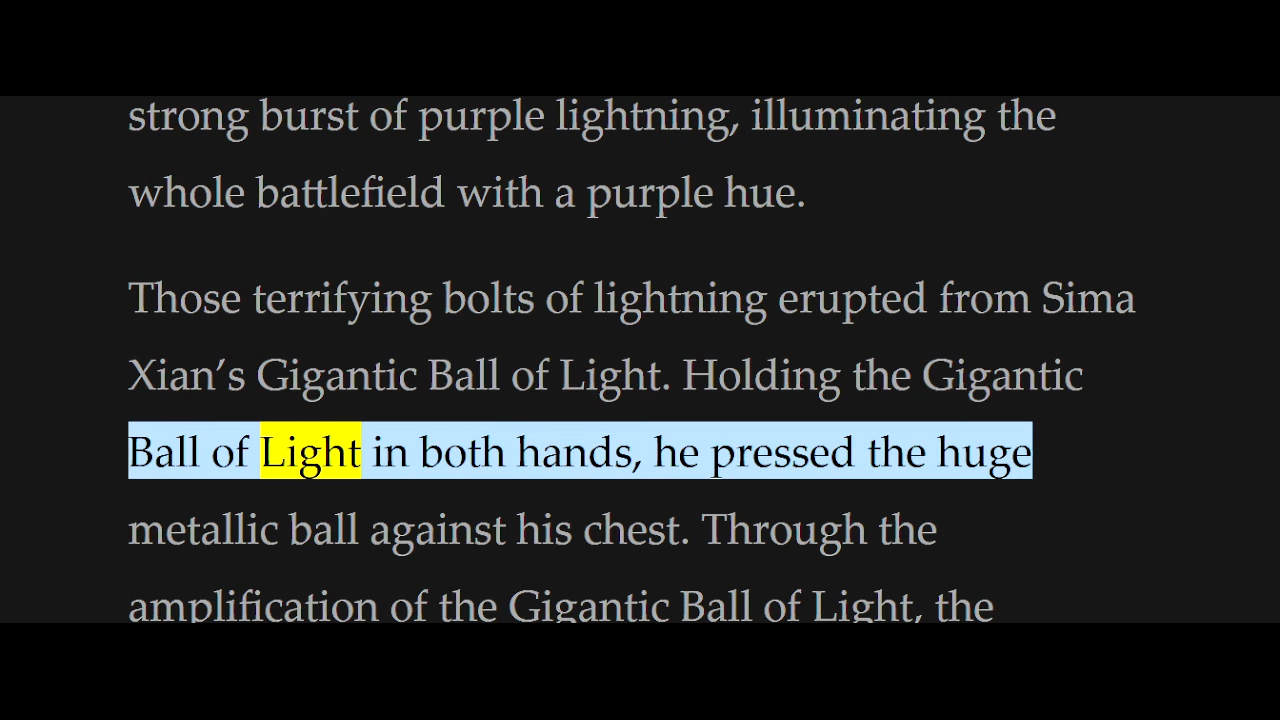 strong burst of purple lightning, illuminating the
whole battlefield with a purple hue.
Those terrifying bolts of lightning erupted from Sima
Xian’s Gigantic Ball of Light. Holding the Gigantic
Ball of Light in both hands, he pressed the huge
metallic ball against his chest. Through the
amplification of the Gigantic Ball of Light, the